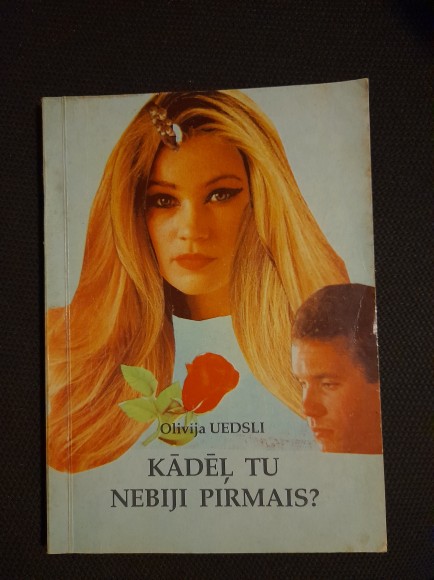 Olivija UEDSLI
KĀDĒĻ TU
NEBIJI PIRMAIS?